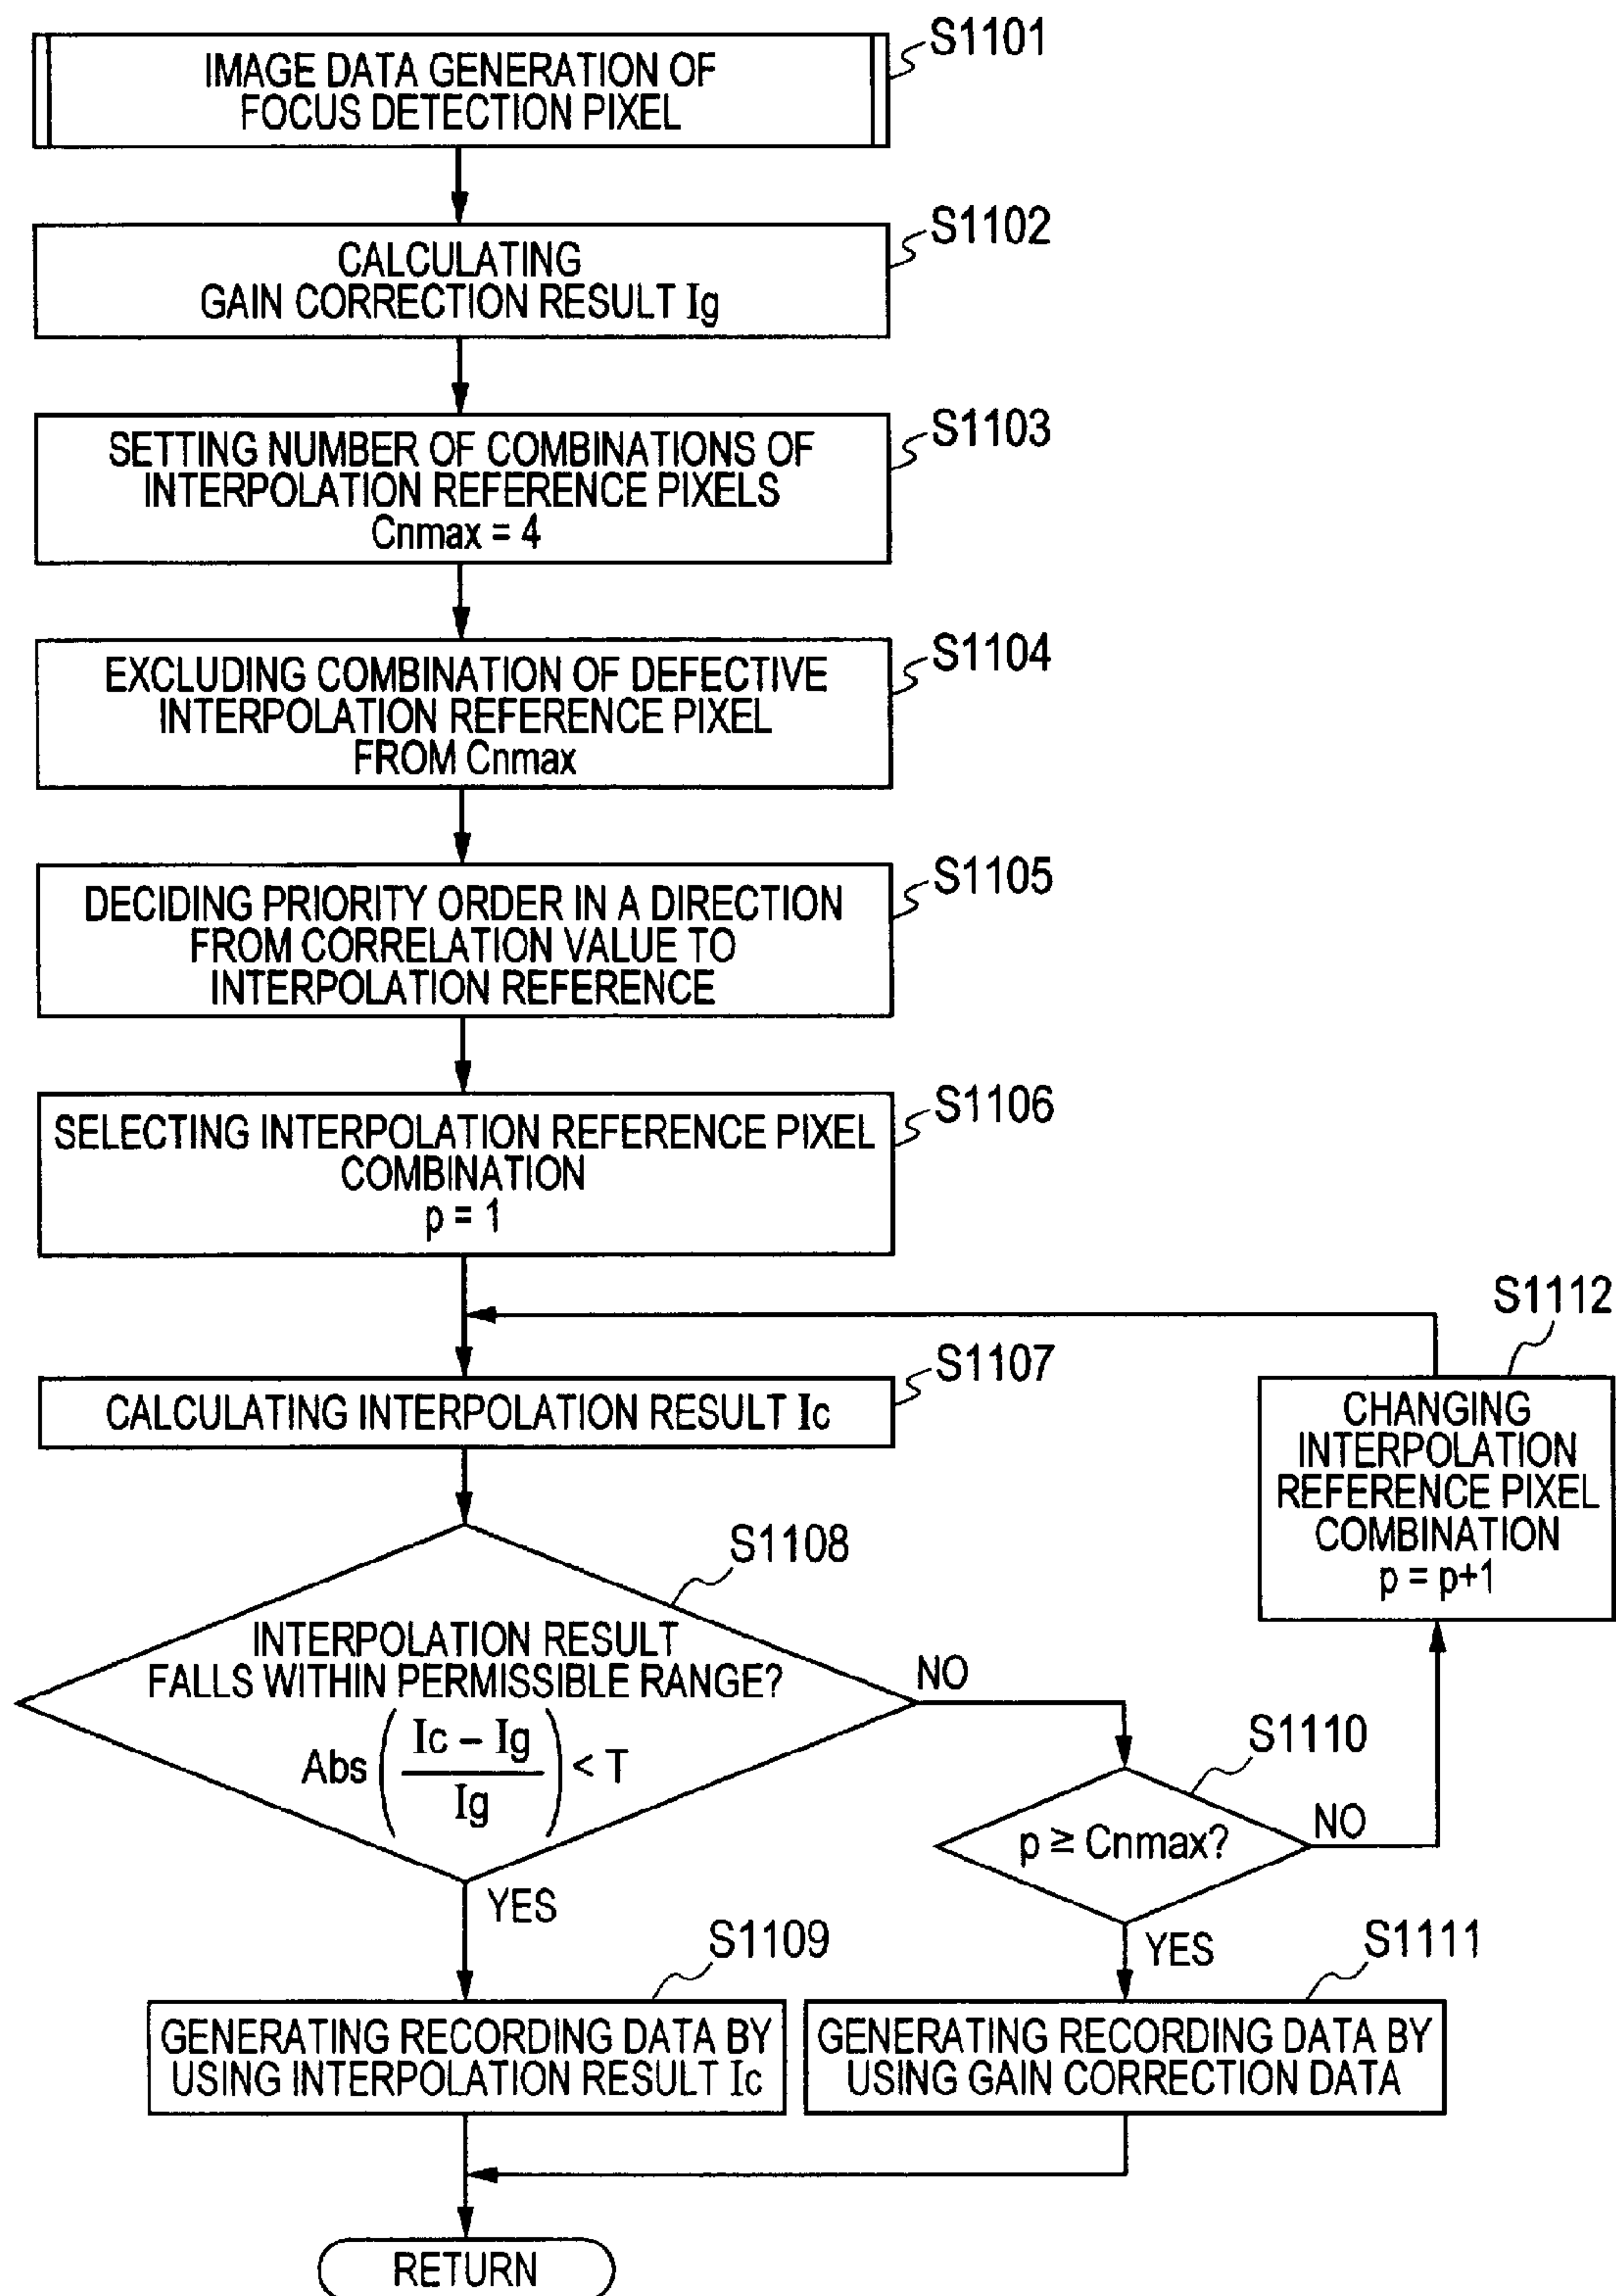 S1101
IMAGE DATA GENERATION OF
FOCUS DETECTION PIXEL
S1102
CALCULATING
GAIN CORRECTION RESULT Ig
S1103
SETTING NUMBER OF COMBINATIONS OF
INTERPOLATION REFERENCE PIXELS
Cnmax = 4
S1104
EXCLUDING COMBINATION OF DEFECTIVE
INTERPOLATION REFERENCE PIXEL
FROM Cnmax
S1105
DECIDING PRIORITY ORDER IN A DIRECTION
FROM CORRELATION VALUE TO
INTERPOLATION REFERENCE
S1106
SELECTING INTERPOLATION REFERENCE PIXEL
COMBINATION
p = 1
S1112
CHANGING
INTERPOLATION
REFERENCE PIXEL
COMBINATION
p = p+1
S1107
CALCULATING INTERPOLATION RESULT Ic
S1108
INTERPOLATION RESULT
FALLS WITHIN PERMISSIBLE RANGE?
Abs ( (Ic – Ig) / Ig ) < T
NO
YES
S1110
p ≥ Cnmax?
NO
YES
S1109
GENERATING RECORDING DATA BY
USING INTERPOLATION RESULT Ic
S1111
GENERATING RECORDING DATA BY
USING GAIN CORRECTION DATA
RETURN